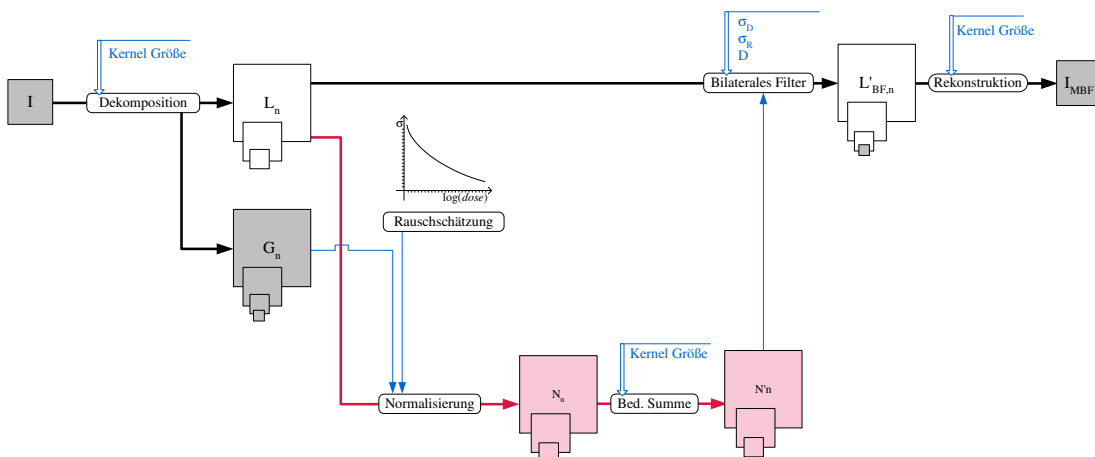 Kernel Größe
I
Dekomposition
L_n
σ_D
σ_R
D
Bilaterales Filter
L'_BF,n
Kernel Größe
Rekonstruktion
I_MBF
σ
log(dose)
Rauschschätzung
G_n
Normalisierung
N_n
Kernel Größe
Bed. Summe
N'n